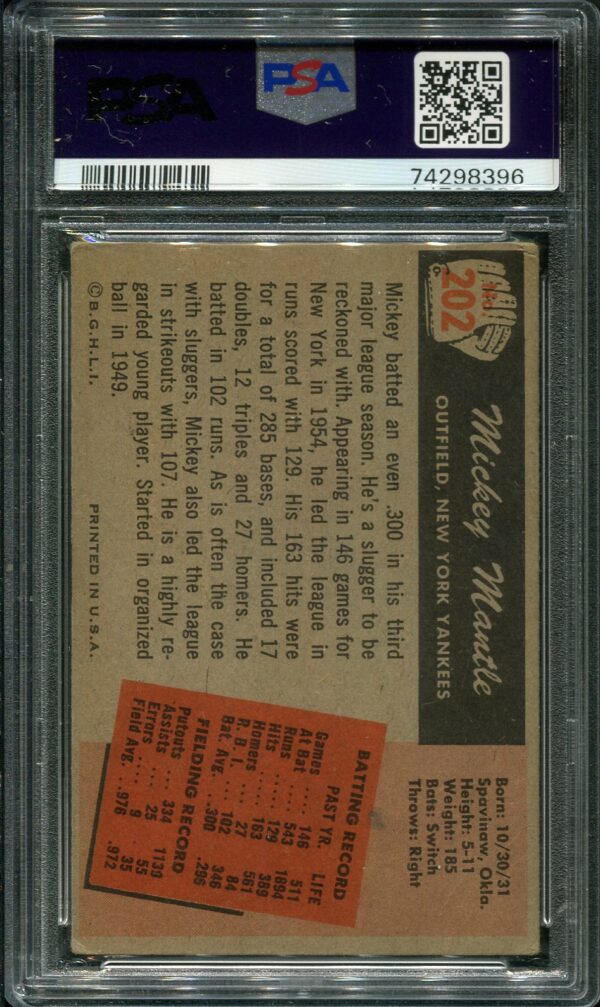 PSA
PSA
74298396
No
202
Mickey Mantle
OUTFIELD, NEW YORK YANKEES
Born: 10/30/31
Spavinaw, Okla.
Height: 5-11
Weight: 185
Bats: Switch
Throws: Right
Mickey batted an even .300 in his third
major league season. He's a slugger to be
reckoned with. Appearing in 146 games for
New York in 1954, he led the league in
runs scored with 129. His 163 hits were
for a total of 285 bases, and included 17
doubles, 12 triples and 27 homers. He
batted in 102 runs. As is often the case
with sluggers, Mickey also led the league
in strikeouts with 107. He is a highly re-
garded young player. Started in organized
ball in 1949.
©B.G.H.L.I. PRINTED IN U.S.A.
BATTING RECORD
PAST YR. LIFE
Games .... 146 511
At Bat .... 543 1894
Runs .... 129 389
Hits .... 163 561
Homers .... 27 84
R. B. I. .... 102 346
Bat. Avg. .. .300 .296
FIELDING RECORD
Putouts .... 334 1139
Assists .... 25 55
Errors .... 9 35
Field Avg. .. .976 .972